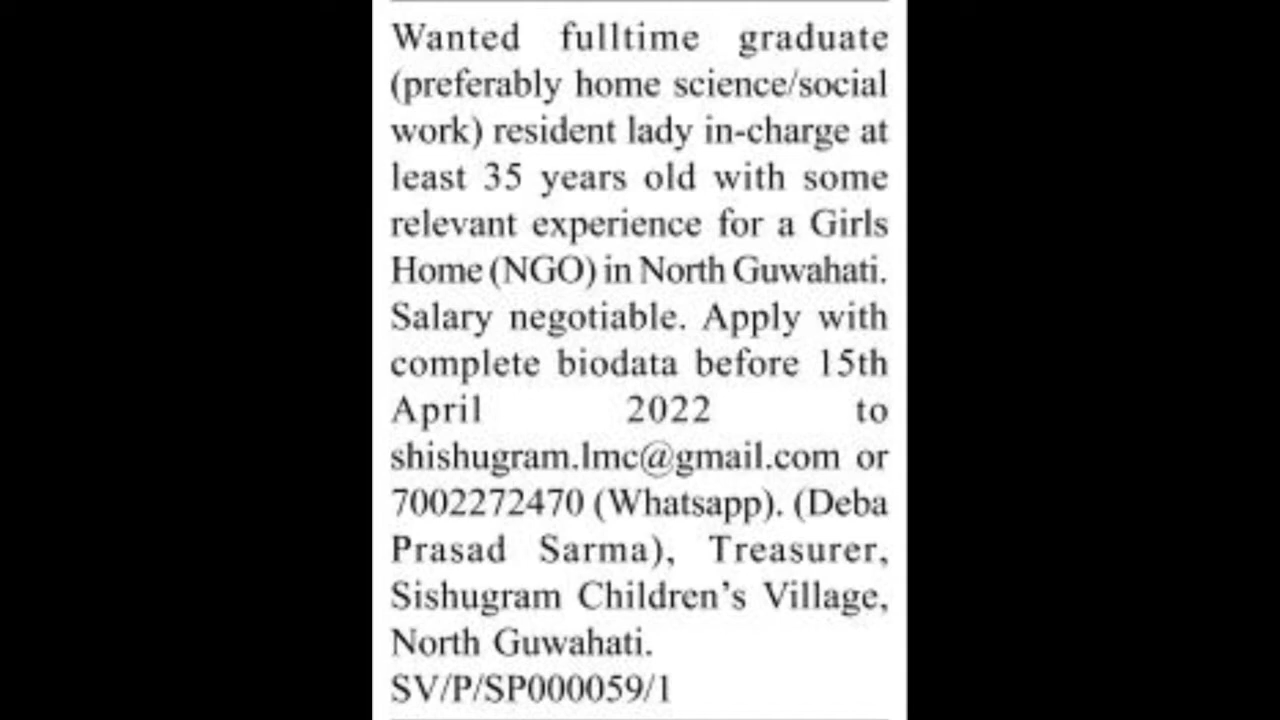 Wanted fulltime graduate
(preferably home science/social
work) resident lady in-charge at
least 35 years old with some
relevant experience for a Girls
Home (NGO) in North Guwahati.
Salary negotiable. Apply with
complete biodata before 15th
April 2022 to
shishugram.lmc@gmail.com or
7002272470 (Whatsapp). (Deba
Prasad Sarma), Treasurer,
Sishugram Children's Village,
North Guwahati.
SV/P/SP000059/1